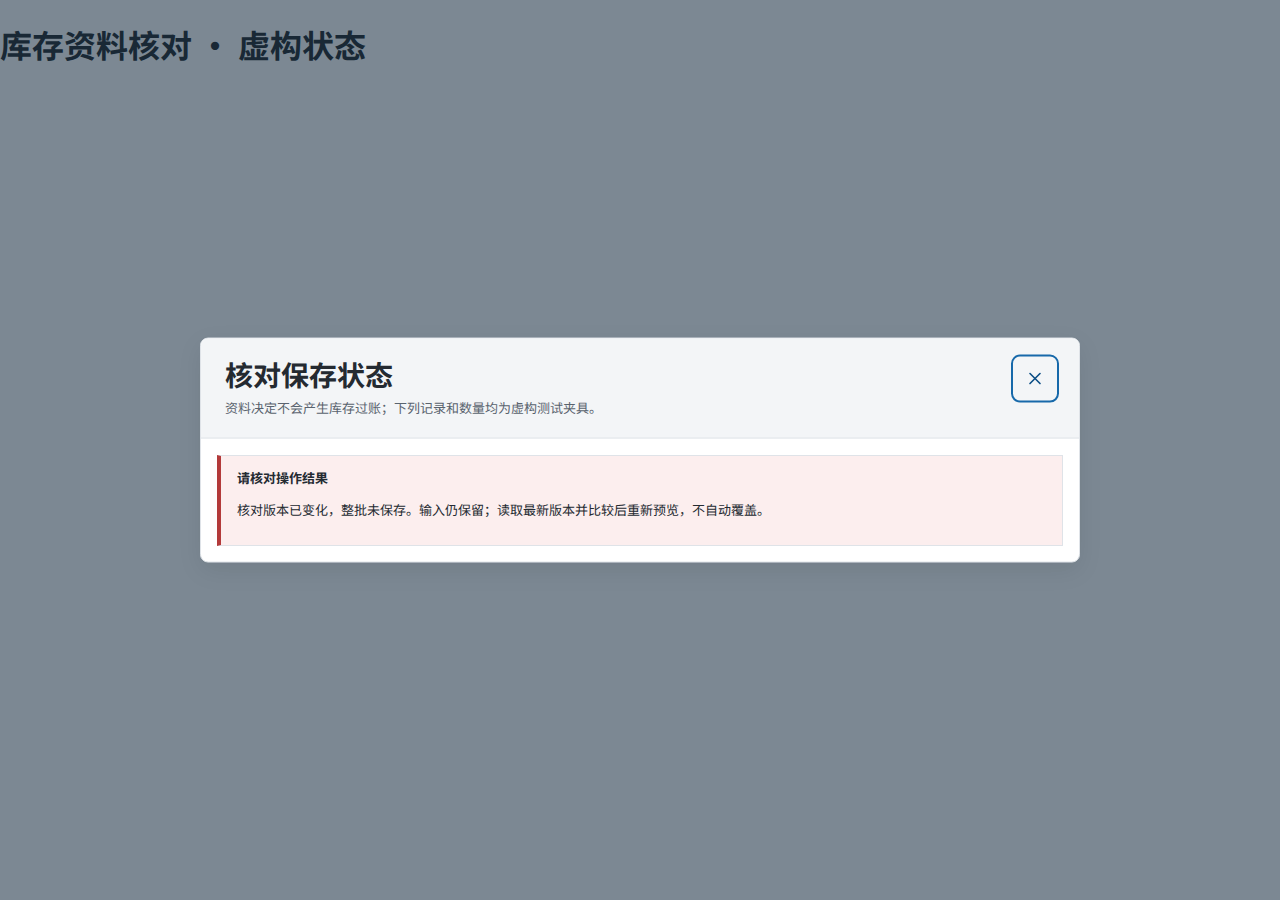 库存资料核对 · 虚构状态
核对保存状态
资料决定不会产生库存过账；下列记录和数量均为虚构测试夹具。
请核对操作结果
核对版本已变化，整批未保存。输入仍保留；读取最新版本并比较后重新预览，不自动覆盖。